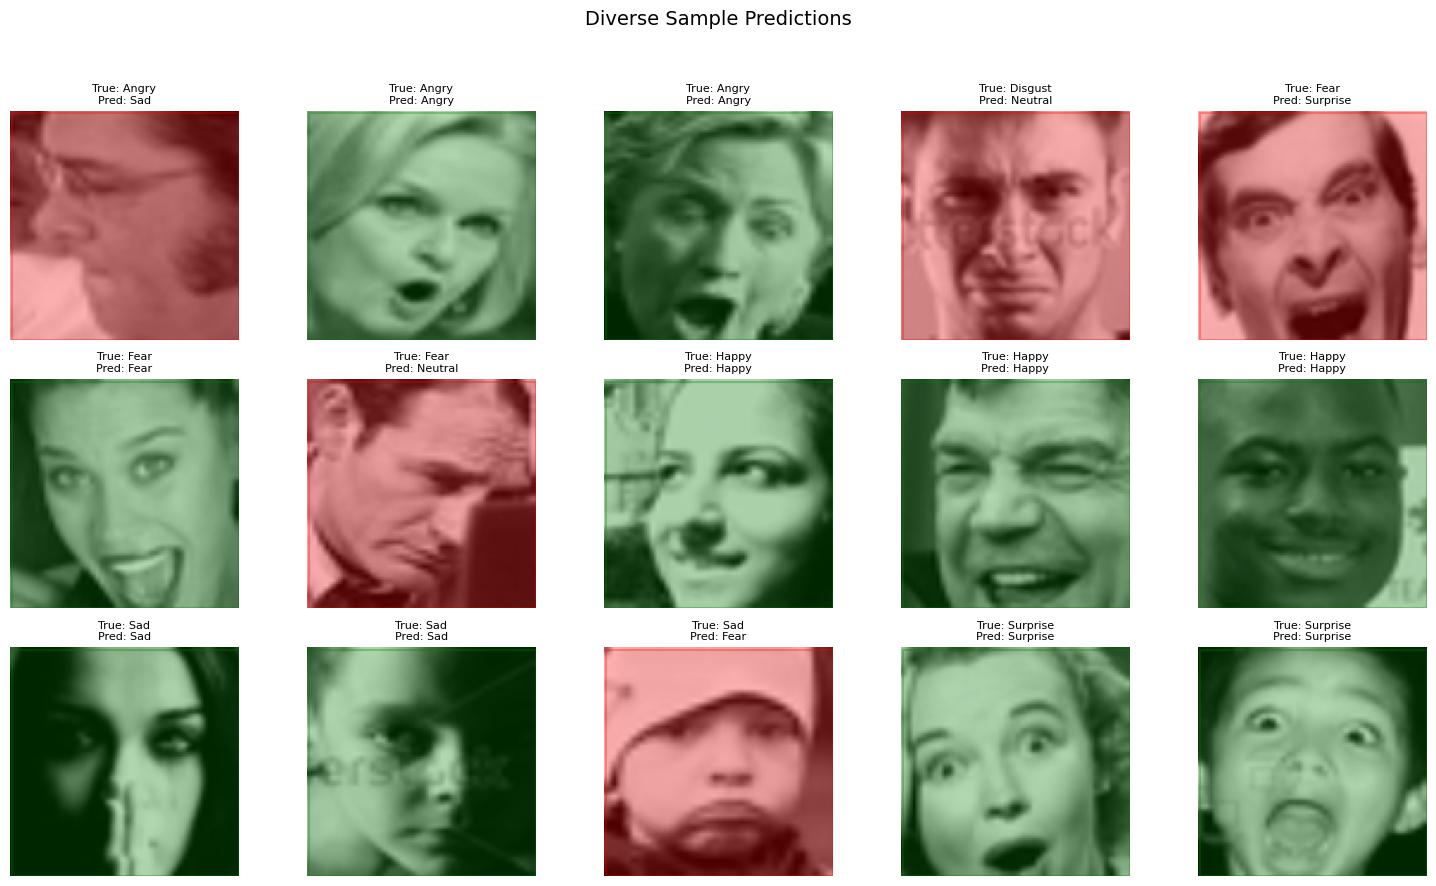 Diverse Sample Predictions
True: Angry
Pred: Sad
True: Angry
Pred: Angry
True: Angry
Pred: Angry
True: Disgust
Pred: Neutral
True: Fear
Pred: Surprise
True: Fear
Pred: Fear
True: Fear
Pred: Neutral
True: Happy
Pred: Happy
True: Happy
Pred: Happy
True: Happy
Pred: Happy
True: Sad
Pred: Sad
True: Sad
Pred: Sad
True: Sad
Pred: Fear
True: Surprise
Pred: Surprise
True: Surprise
Pred: Surprise